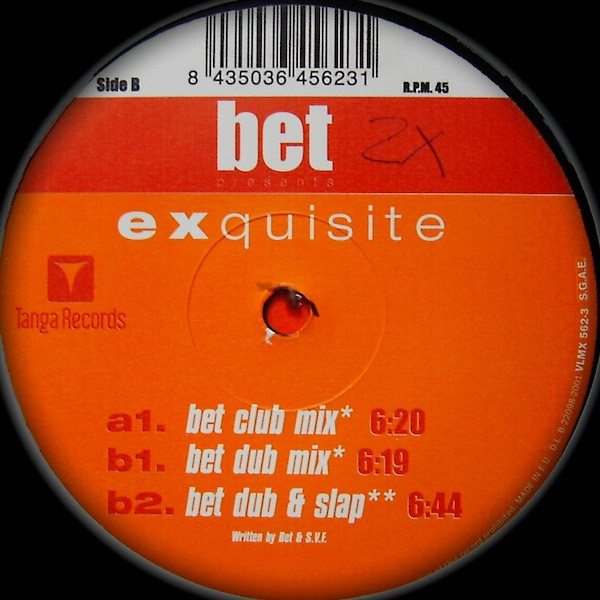 8 435036 456231
Side B
R.P.M. 45
bet
2x
presents
exquisite
Tanga Records
a1. bet club mix* 6:20
b1. bet dub mix* 6:19
b2. bet dub & slap** 6:44
Written by Bet & S.V.F.
prohibited. MADE IN E.U. D.L. B-22098-2001 VLMX 562-3 S.G.A.E.